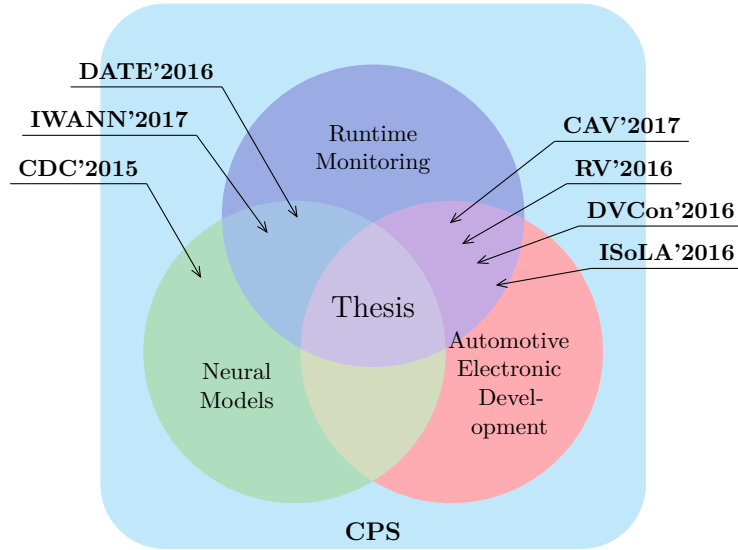 DATE'2016
IWANN'2017
CDC'2015
Runtime
Monitoring
CAV'2017
RV'2016
DVCon'2016
ISoLA'2016
Thesis
Neural
Models
Automotive
Electronic
Devel-
opment
CPS